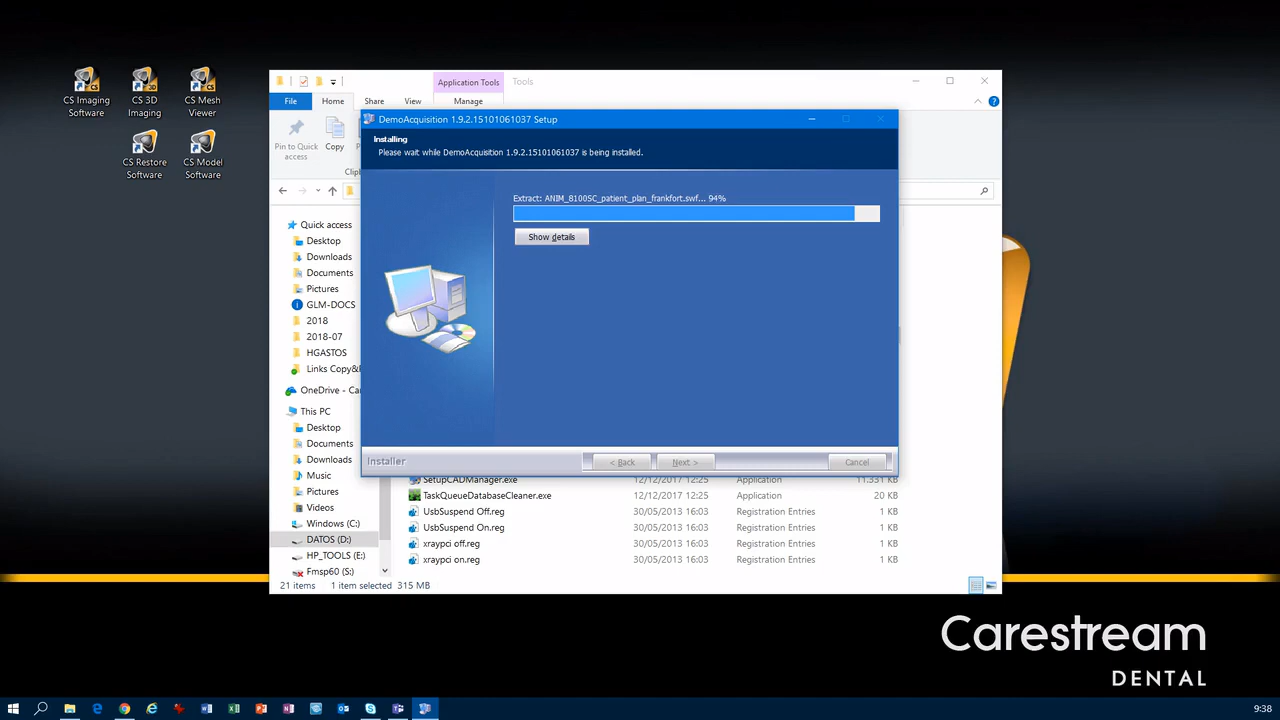 CS Imaging Software
CS 3D Imaging
CS Mesh Viewer
CS Restore Software
CS Model Software
Application Tools
Tools
File
Home
Share
View
Manage
Pin to Quick access
Copy
DemoAcquisition 1.9.2.15101061037 Setup
Installing
Please wait while DemoAcquisition 1.9.2.15101061037 is being installed.
Extract: ANIM_8100SC_patient_plan_frankfort.swf... 94%
Show details
Installer
< Back
Next >
Cancel
Quick access
Desktop
Downloads
Documents
Pictures
GLM-DOCS
2018
2018-07
HGASTOS
Links Copy&
OneDrive - Ca
This PC
Desktop
Documents
Downloads
Music
Pictures
Videos
Windows (C:)
DATOS (D:)
HP_TOOLS (E:)
Fmsp60 (S:)
SetupCADManager.exe 12/12/2017 12:25 Application 11.331 KB
TaskQueueDatabaseCleaner.exe 12/12/2017 12:25 Application 20 KB
UsbSuspend Off.reg 30/05/2013 16:03 Registration Entries 1 KB
UsbSuspend On.reg 30/05/2013 16:03 Registration Entries 1 KB
xraypci off.reg 30/05/2013 16:03 Registration Entries 1 KB
xraypci on.reg 30/05/2013 16:03 Registration Entries 1 KB
21 items 1 item selected 315 MB
Carestream
DENTAL
9:38